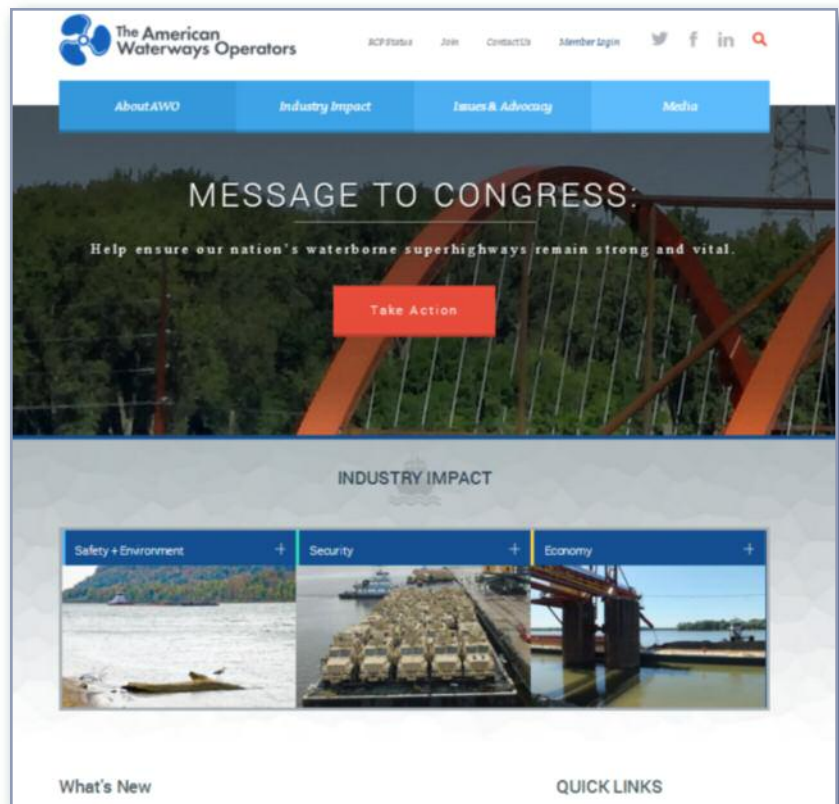 The American
Waterways Operators
RCP Status Join Contact Us Member Login
About AWO Industry Impact Issues & Advocacy Media
MESSAGE TO CONGRESS:
Help ensure our nation's waterborne superhighways remain strong and vital.
Take Action
INDUSTRY IMPACT
Safety + Environment + Security + Economy +
What's New QUICK LINKS